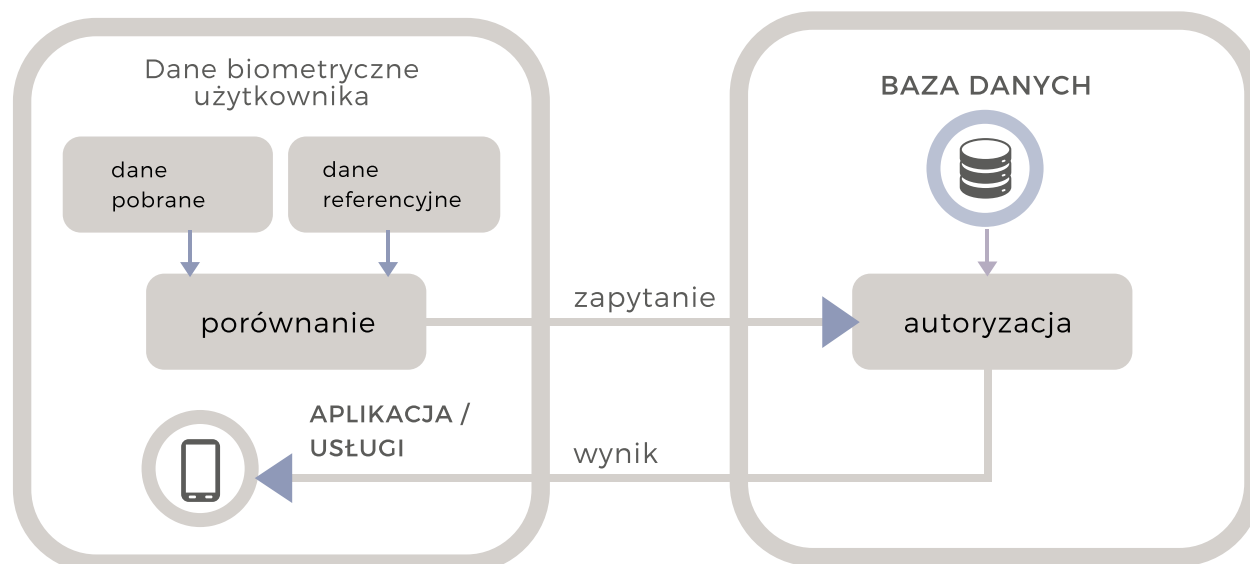 Dane biometryczne
użytkownika
dane
pobrane
dane
referencyjne
porównanie
zapytanie
BAZA DANYCH
autoryzacja
APLIKACJA /
USŁUGI
wynik